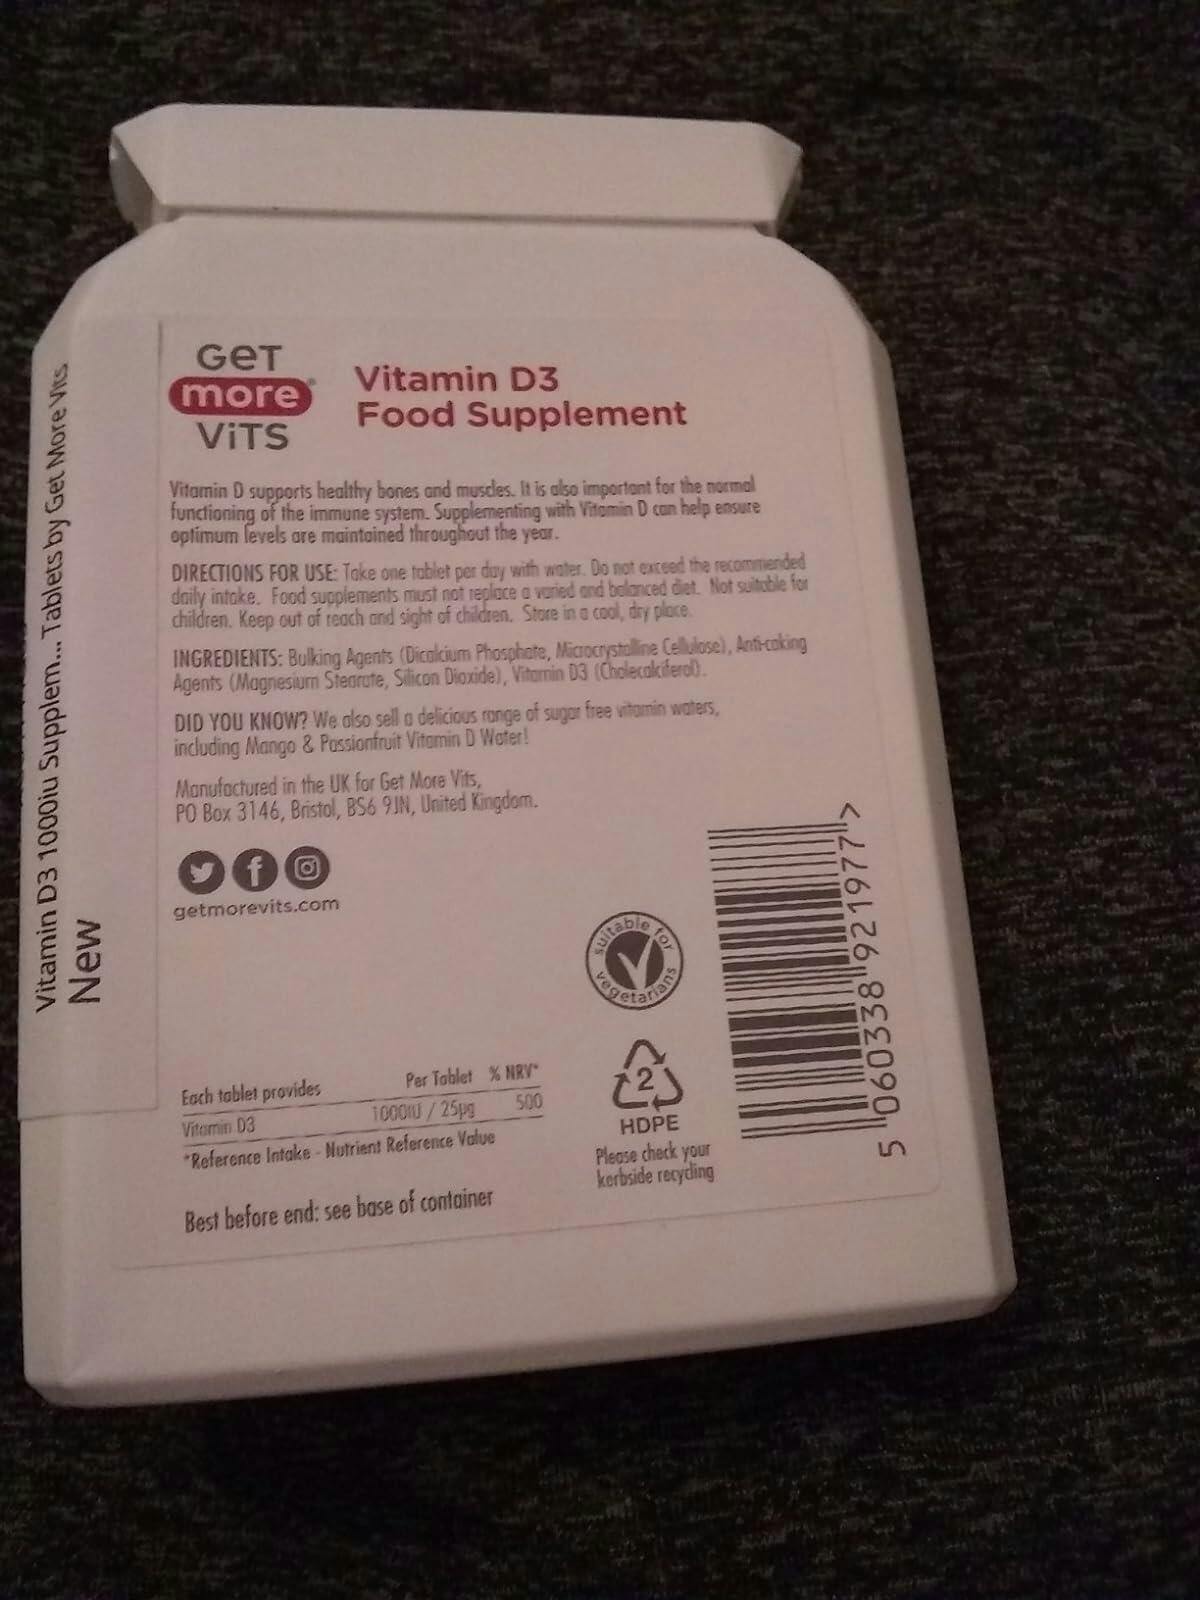 GeT
more®
ViTS
Vitamin D3
Food Supplement
Vitamin D supports healthy bones and muscles. It is also important for the normal
functioning of the immune system. Supplementing with Vitamin D can help ensure
optimum levels are maintained throughout the year.
DIRECTIONS FOR USE: Take one tablet per day with water. Do not exceed the recommended
daily intake. Food supplements must not replace a varied and balanced diet. Not suitable for
children. Keep out of reach and sight of children. Store in a cool, dry place.
INGREDIENTS: Bulking Agents (Dicalcium Phosphate, Microcrystalline Cellulose), Anti-caking
Agents (Magnesium Stearate, Silicon Dioxide), Vitamin D3 (Cholecalciferol).
DID YOU KNOW? We also sell a delicious range of sugar free vitamin waters,
including Mango & Passionfruit Vitamin D Water!
Manufactured in the UK for Get More Vits,
PO Box 3146, Bristol, BS6 9JN, United Kingdom.
getmorevits.com
suitable for
vegetarians
Each tablet provides Per Tablet % NRV*
Vitamin D3 1000IU / 25µg 500
*Reference Intake - Nutrient Reference Value
Best before end: see base of container
2
HDPE
Please check your
kerbside recycling
5 060338 921977 >
Vitamin D3 1000iu Supplem... Tablets by Get More Vits
New